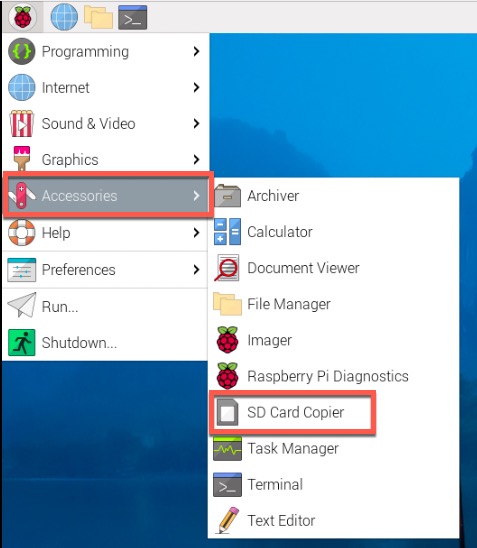 Programming
Internet
Sound & Video
Graphics
Accessories
Help
Preferences
Run...
Shutdown...
Archiver
Calculator
Document Viewer
File Manager
Imager
Raspberry Pi Diagnostics
SD Card Copier
Task Manager
Terminal
Text Editor